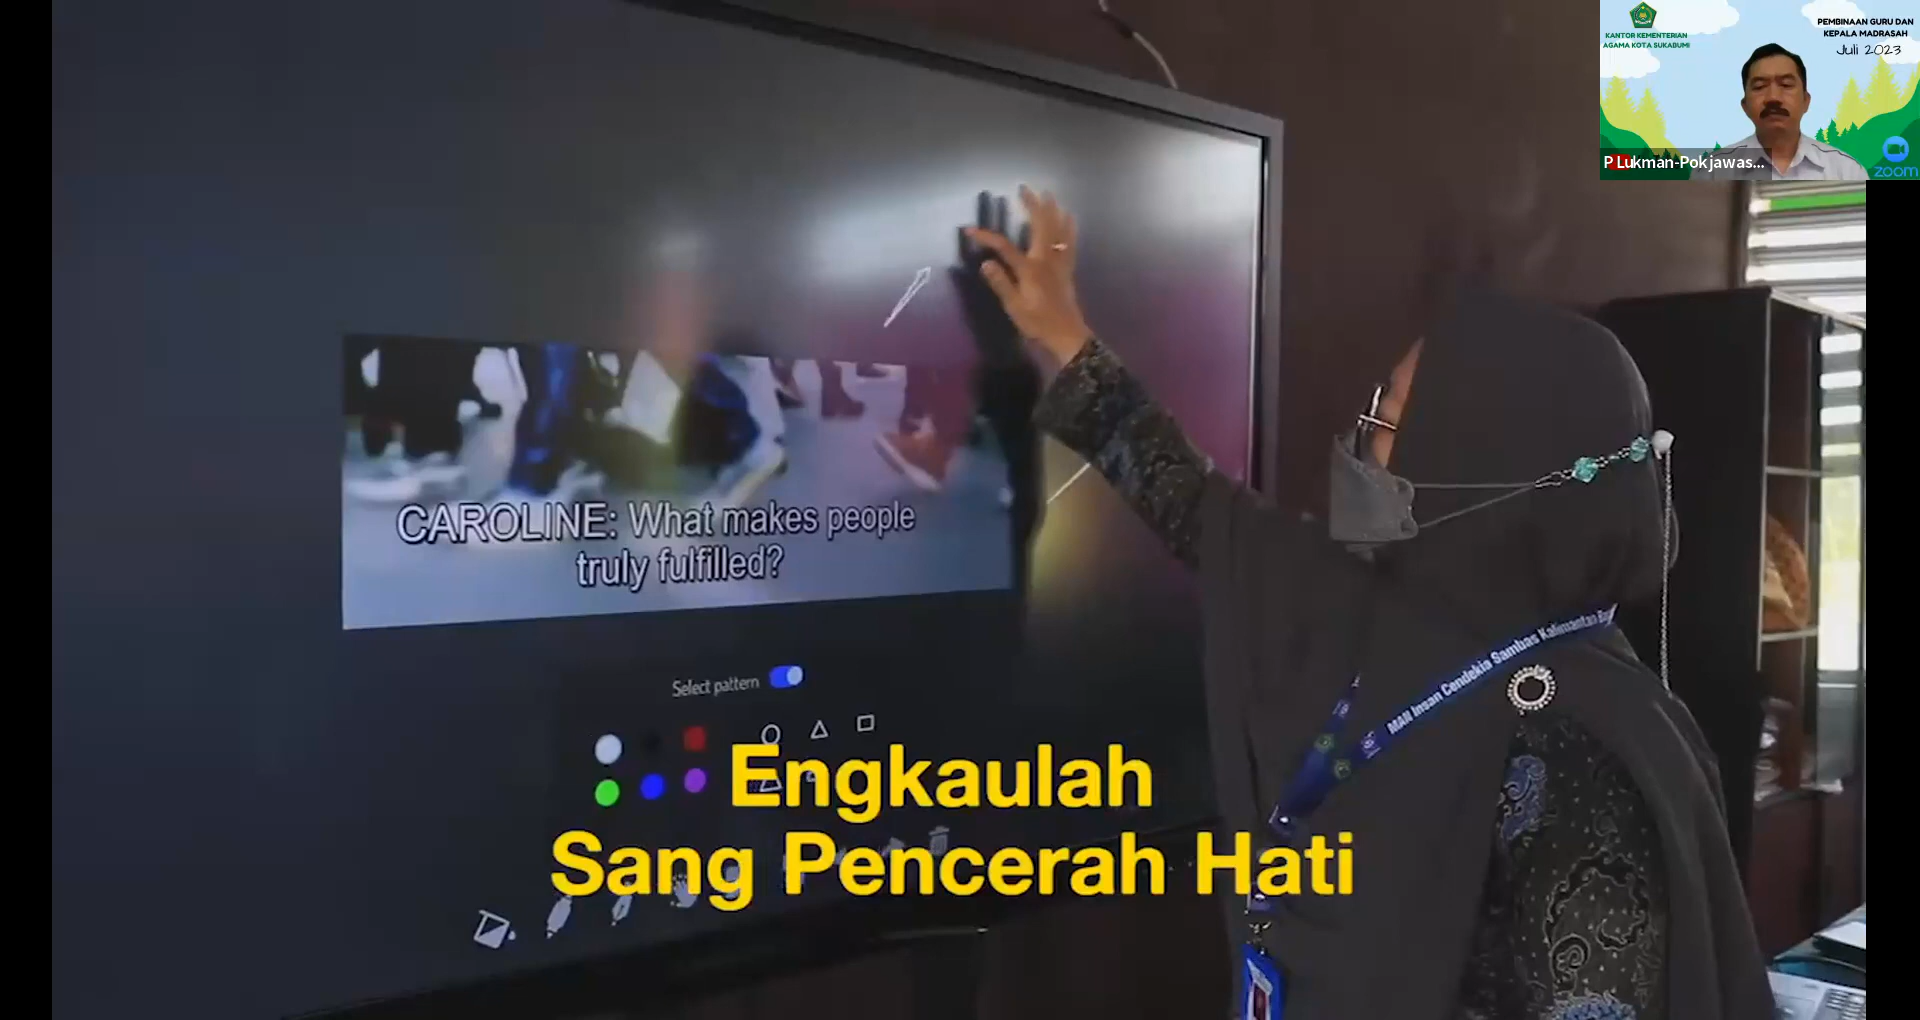 KANTOR KEMENTERIAN
AGAMA KOTA SUKABUMI
PEMBINAAN GURU DAN
KEPALA MADRASAH
Juli 2023
P Lukman-Pokjawas...
zoom
CAROLINE: What makes people
truly fulfilled?
MAN Insan Cendekia Sambas Kalimantan
Select pattern
Engkaulah
Sang Pencerah Hati